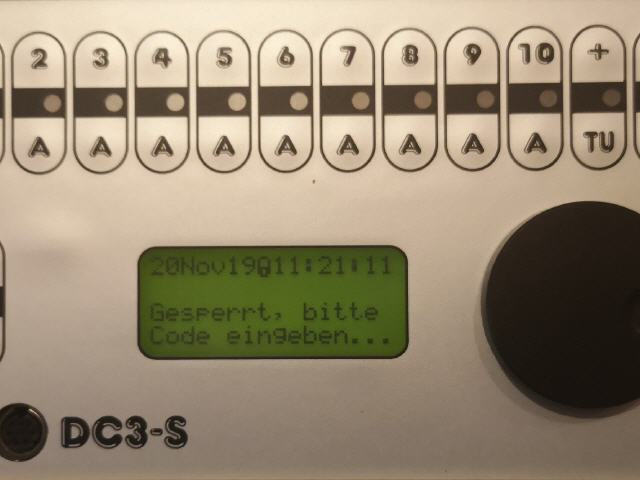 2 3 4 5 6 7 8 9 10 +
A A A A A A A A A TU
20Nov19 11:21:11
Gesperrt, bitte
Code eingeben...
DC3-S